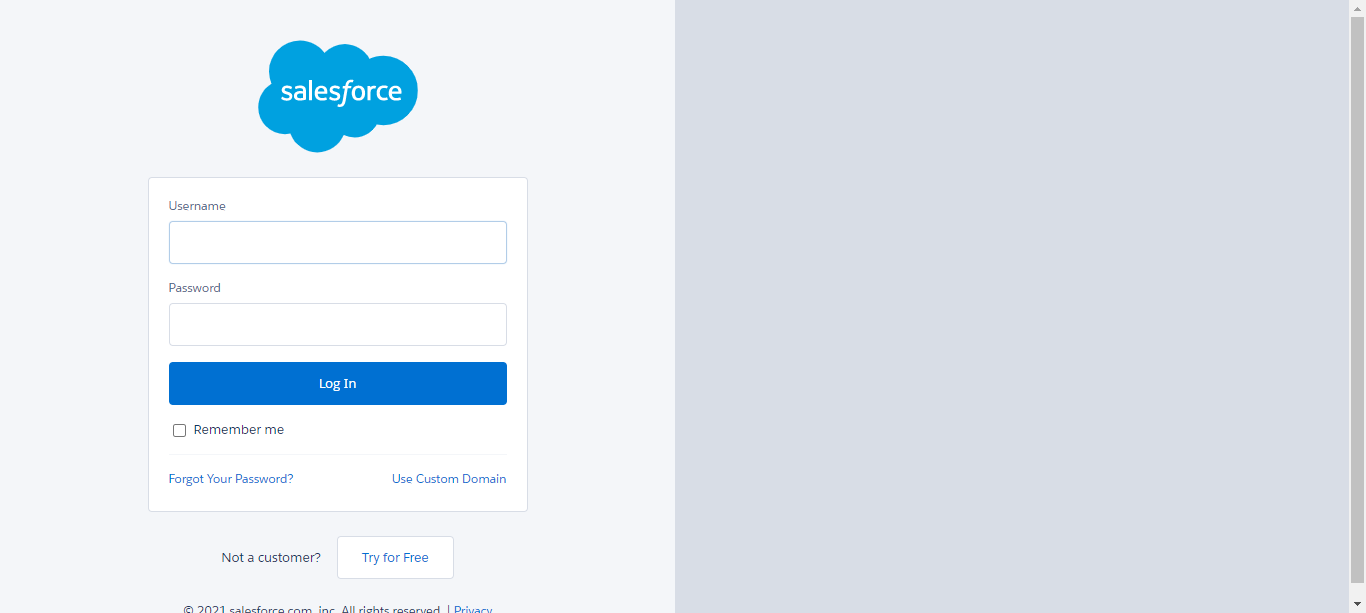 salesforce
Username
Password
Log In
Remember me
Forgot Your Password? Use Custom Domain
Not a customer? Try for Free
© 2021 salesforce.com, inc. All rights reserved. | Privacy